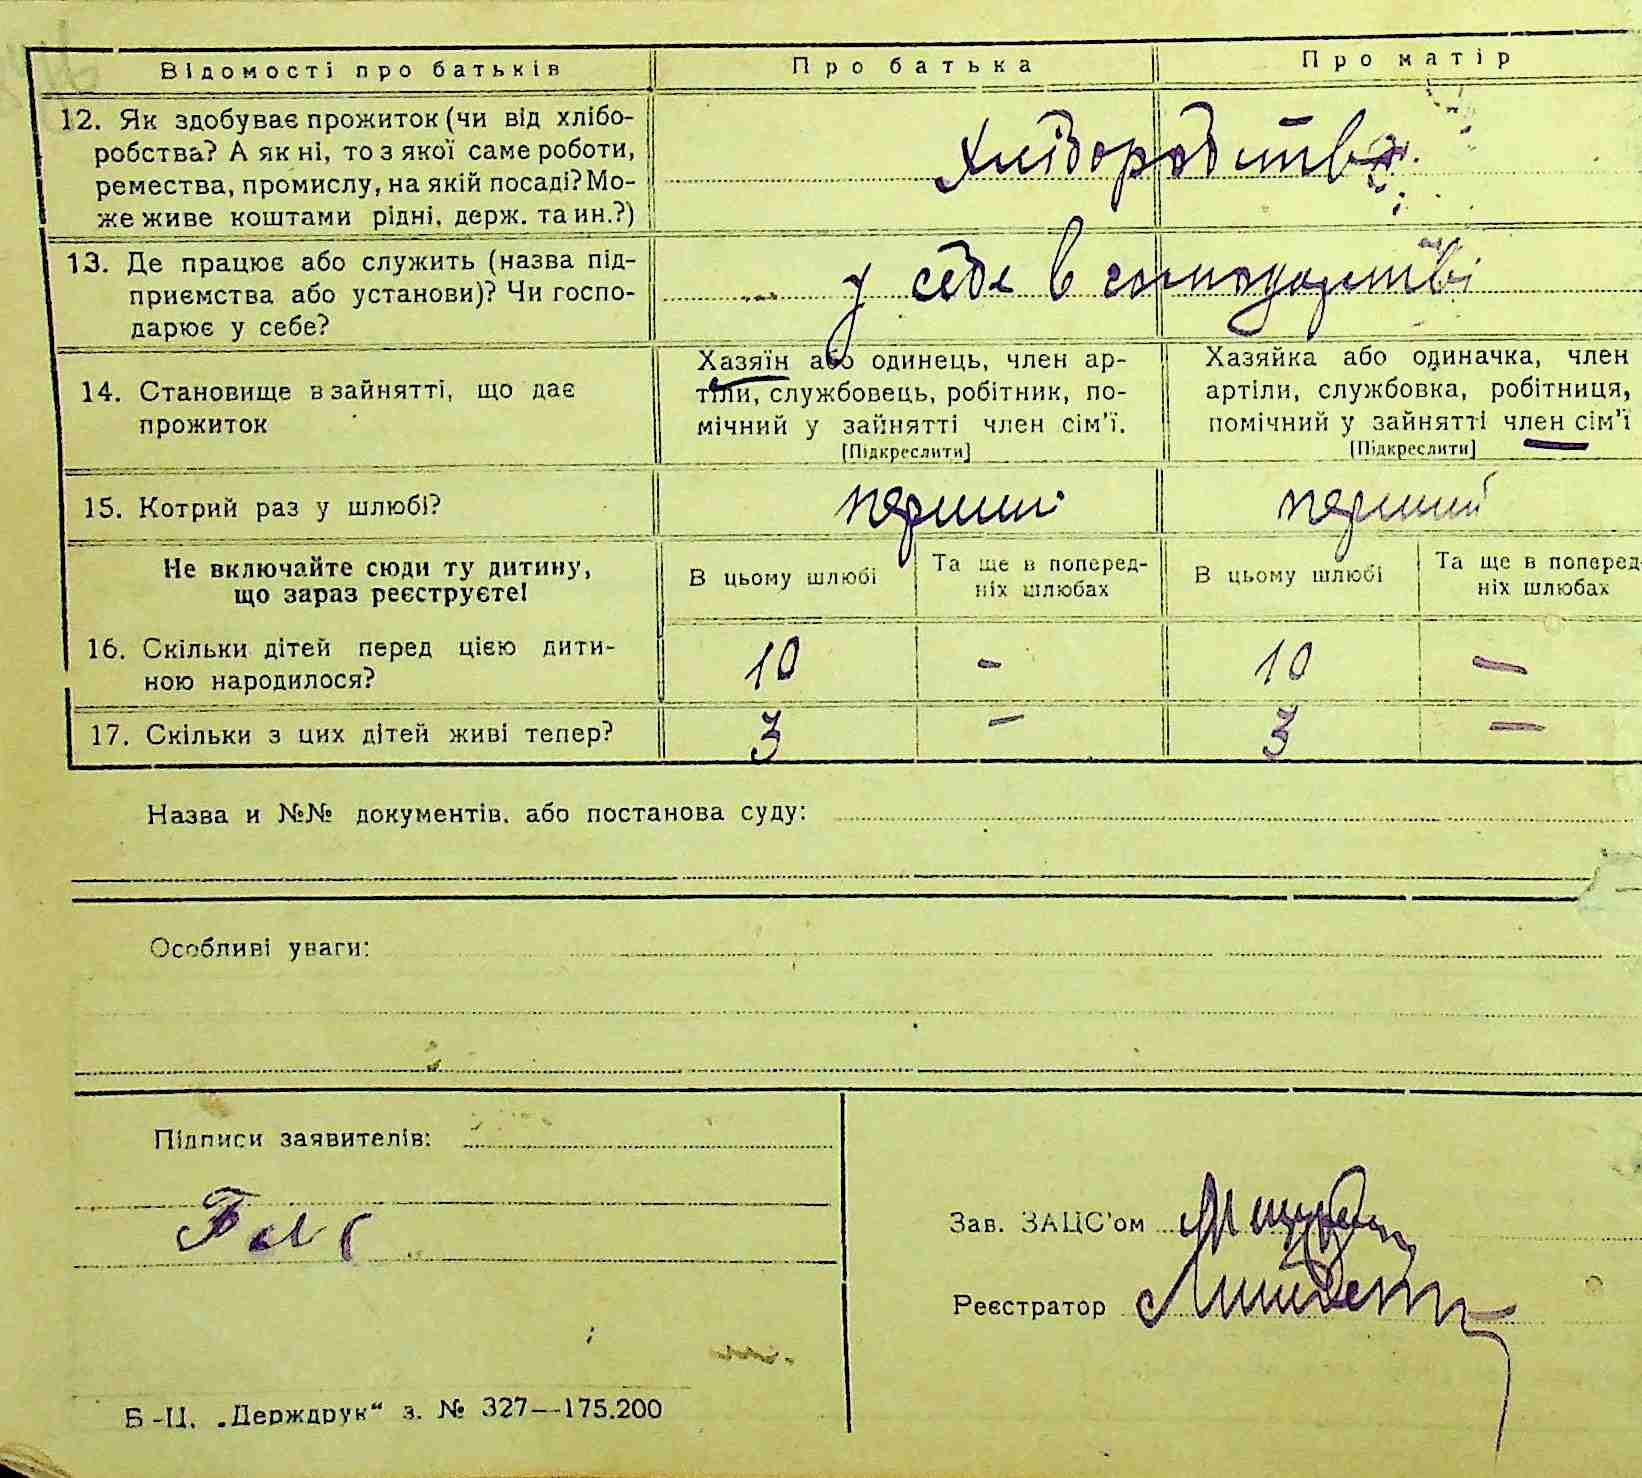 Відомості про батьків
Про батька
Про матір
12. Як здобуває прожиток (чи від хлібо-
робства? А як ні, то з якої саме роботи,
ремества, промислу, на якій посаді? Мо-
же живе коштами рідні, держ. та ин.?)
Хліборобство
13. Де працює або служить (назва під-
приємства або установи)? Чи госпо-
дарює у себе?
у себе в господарстві
14. Становище в зайнятті, що дає
прожиток
Хазяїн або одинець, член ар-
тіли, службовець, робітник, по-
мічний у зайнятті член сім'ї.
[Підкреслити]
Хазяйка або одиначка, член
артіли, службовка, робітниця,
помічний у зайнятті член сім'ї
[Підкреслити]
15. Котрий раз у шлюбі?
перший
перший
Не включайте сюди ту дитину,
що зараз реєструєте!
В цьому шлюбі
Та ще в поперед-
ніх шлюбах
В цьому шлюбі
Та ще в поперед-
ніх шлюбах
16. Скільки дітей перед цією дити-
ною народилося?
10
-
10
-
17. Скільки з цих дітей живі тепер?
3
-
3
-
Назва и №№ документів, або постанова суду:
Особливі уваги:
Підписи заявителів:
Зав. ЗАЦС'ом
Реєстратор
Б-Ц. „Держдрук“ з. № 327—175.200